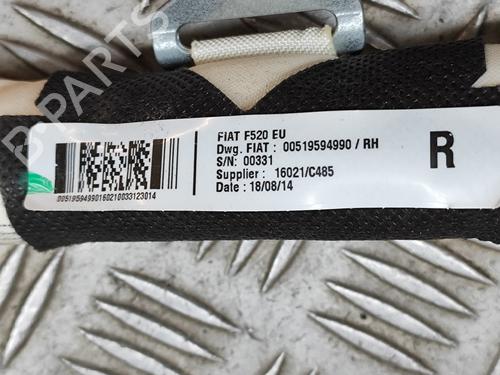 FIAT F520 EU
Dwg. FIAT : 00519594990 / RH
S/N: 00331
Supplier : 16021/C485
Date : 18/08/14
R
00519594990160210033123014
B-PARTS